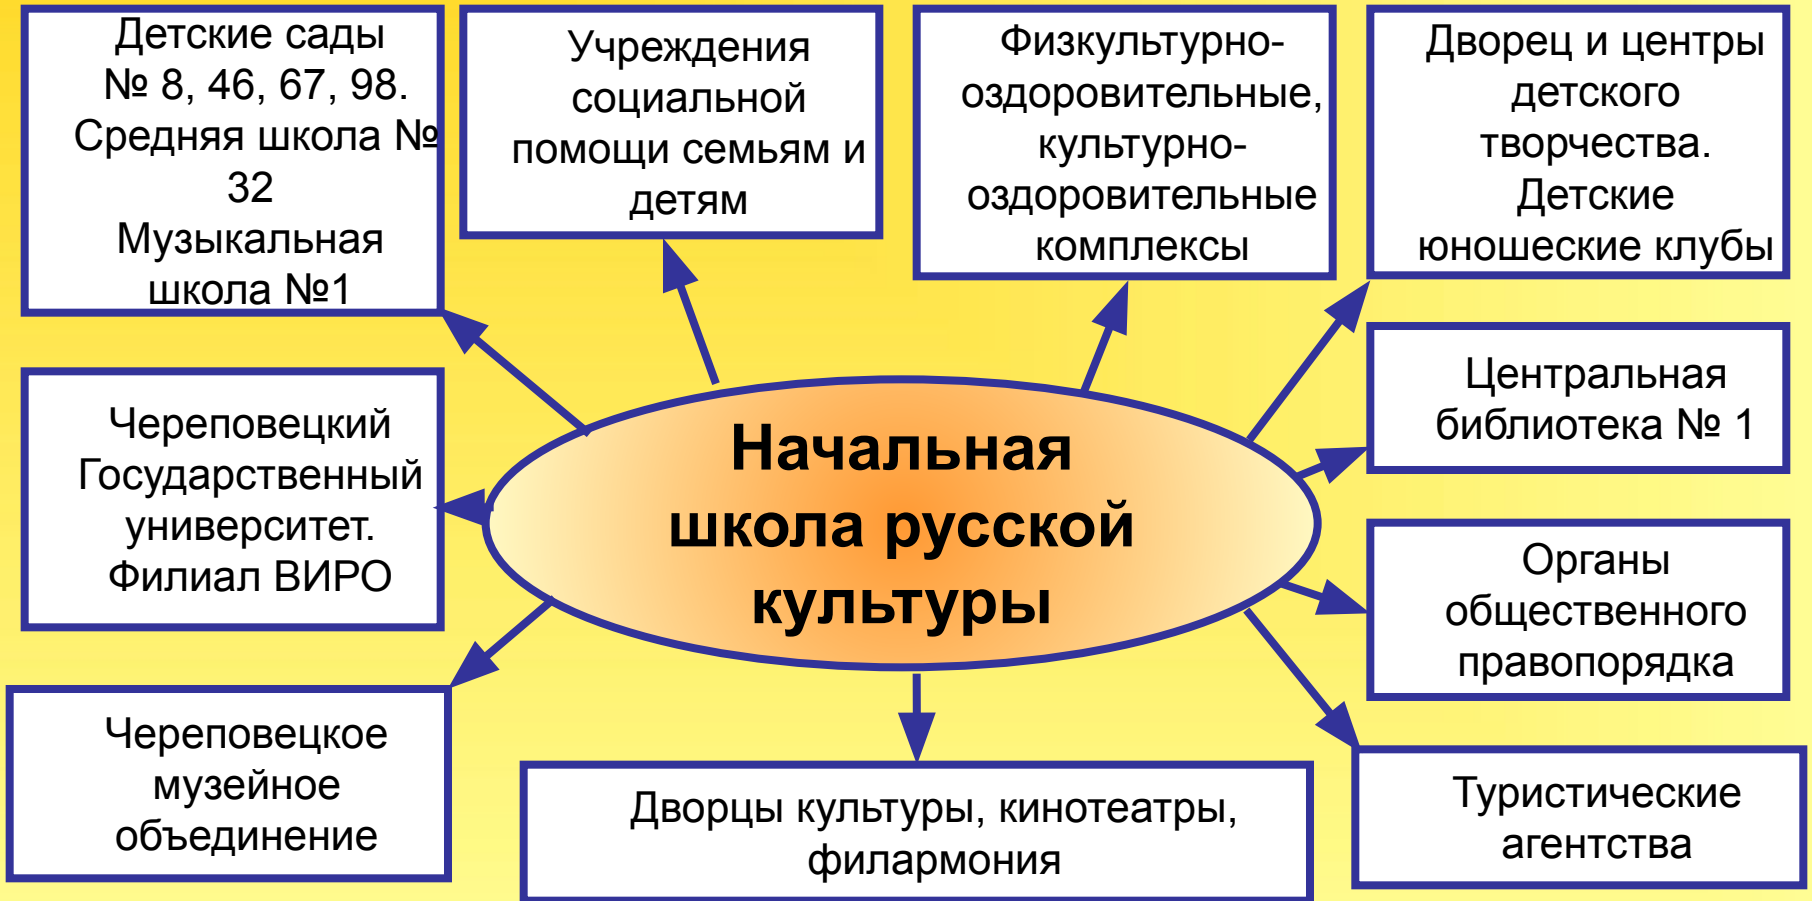 Детские сады
№ 8, 46, 67, 98.
Средняя школа №
32
Музыкальная
школа №1
Учреждения
социальной
помощи семьям и
детям
Физкультурно-
оздоровительные,
культурно-
оздоровительные
комплексы
Дворец и центры
детского
творчества.
Детские
юношеские клубы
Череповецкий
Государственный
университет.
Филиал ВИРО
Начальная
школа русской
культуры
Центральная
библиотека № 1
Органы
общественного
правопорядка
Череповецкое
музейное
объединение
Дворцы культуры, кинотеатры,
филармония
Туристические
агентства